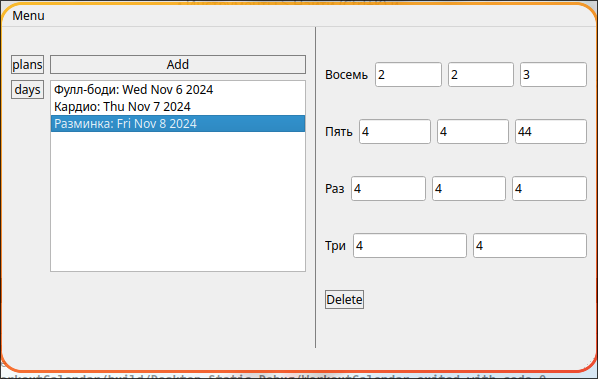 Menu
plans
Add
days
Фулл-боди: Wed Nov 6 2024
Кардио: Thu Nov 7 2024
Разминка: Fri Nov 8 2024
Восемь 2 2 3
Пять 4 4 44
Раз 4 4 4
Три 4 4
Delete